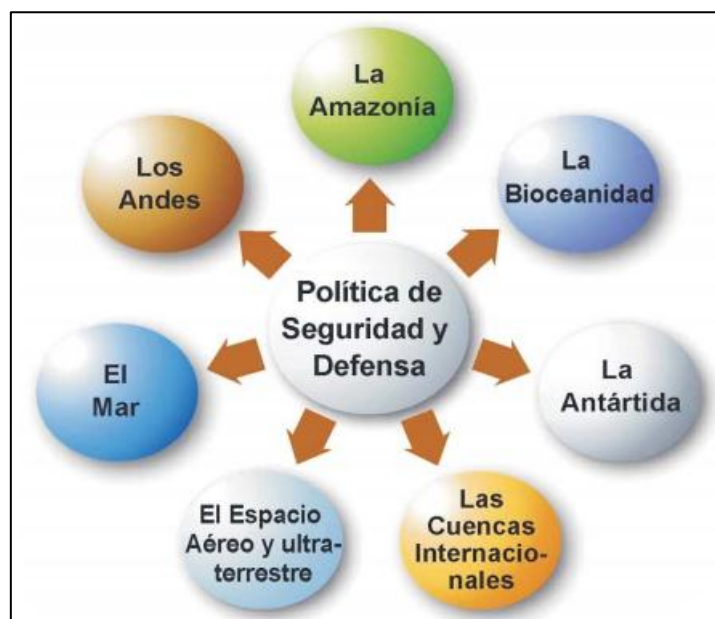 La
Amazonía
Los
Andes
La
Bioceanidad
Política de
Seguridad y
Defensa
El
Mar
La
Antártida
El Espacio
Aéreo y ultra-
terrestre
Las
Cuencas
Internacio-
nales